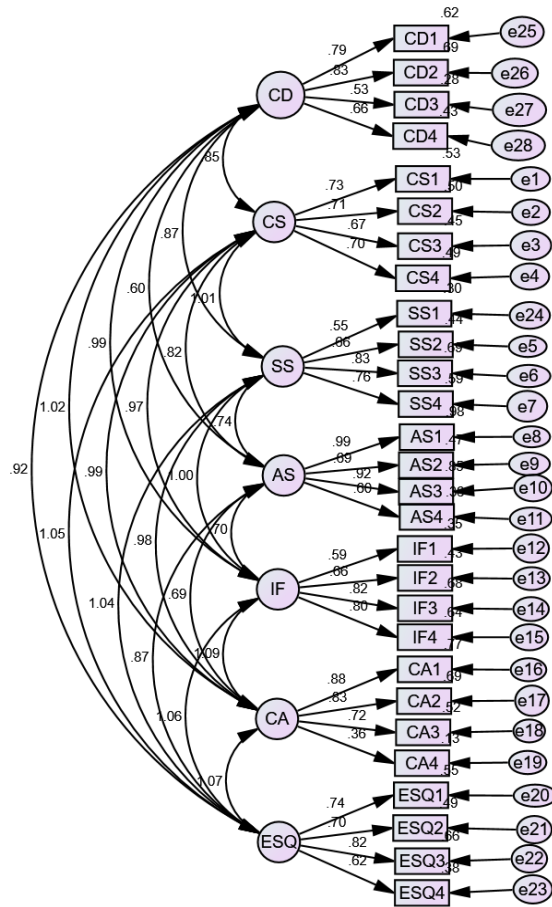 .62
.79 CD1 e25
.69
.83 CD2 e26
.28
CD .53 CD3 e27
.43
.66 CD4 e28
.53
.85
.73 CS1 e1
.50
.71 CS2 e2
.45
CS .67 CS3 e3
.49
.70 CS4 e4
.30
.87
.60 1.01
.55 SS1 e24
.44
.66 SS2 e5
.69
.99 .82 SS .83 SS3 e6
.59
.76 SS4 e7
.98
1.02 .97 .74
.99 AS1 e8
.47
.69 AS2 e9
.85
.92 .99 1.00 AS .92 AS3 e10
.36
.60 AS4 e11
.35
1.05 .98 .70
.59 IF1 e12
.43
.66 IF2 e13
.68
1.04 .69 IF .82 IF3 e14
.64
.80 IF4 e15
.77
.87 1.09
.88 CA1 e16
.69
.83 CA2 e17
.52
1.06 CA .72 CA3 e18
.13
.36 CA4 e19
.55
1.07
.74 ESQ1 e20
.49
.70 ESQ2 e21
.66
ESQ .82 ESQ3 e22
.38
.62 ESQ4 e23